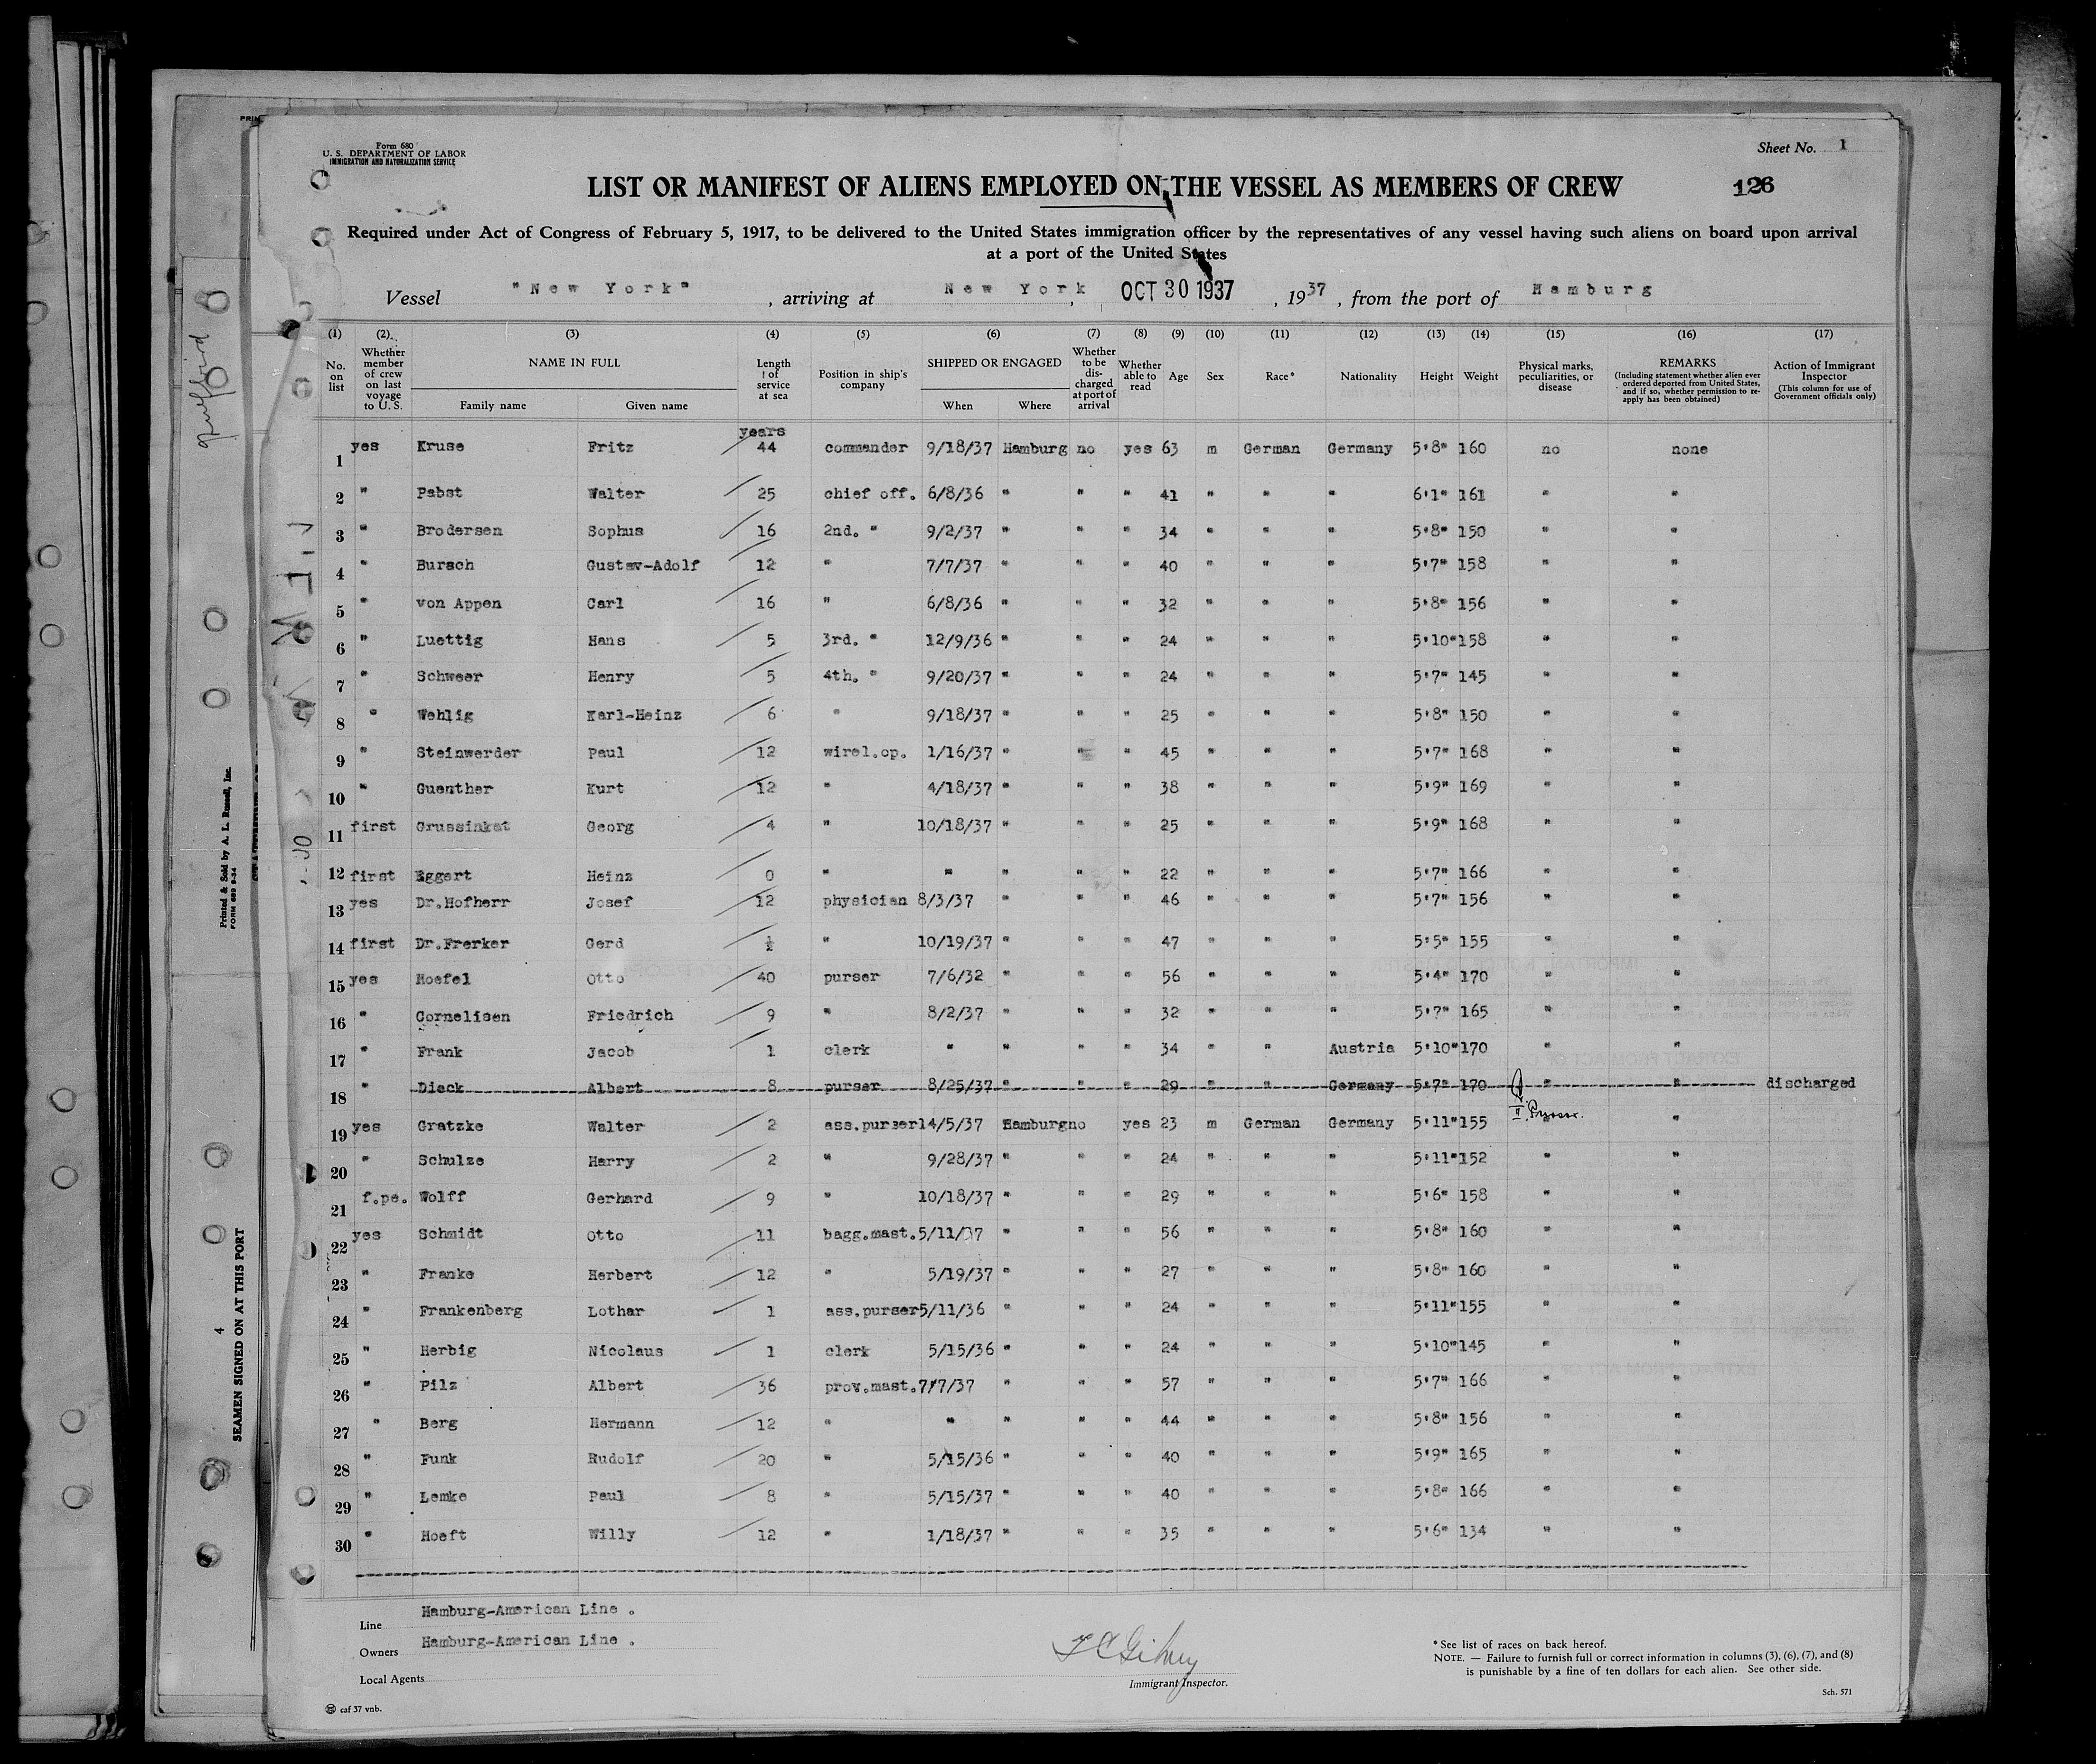 Form 680
U. S. DEPARTMENT OF LABOR
IMMIGRATION AND NATURALIZATION SERVICE
Sheet No. 1
LIST OR MANIFEST OF ALIENS EMPLOYED ON THE VESSEL AS MEMBERS OF CREW
126
Required under Act of Congress of February 5, 1917, to be delivered to the United States immigration officer by the representatives of any vessel having such aliens on board upon arrival
at a port of the United States
Vessel "New York" , arriving at New York , OCT 30 1937 , 1937 , from the port of Hamburg
(1) (2) (3) (4) (5) (6) (7) (8) (9) (10) (11) (12) (13) (14) (15) (16) (17)
No. on list
Whether member of crew on last voyage to U. S.
NAME IN FULL
Family name
Given name
Length of service at sea
Position in ship's company
SHIPPED OR ENGAGED
When
Where
Whether to be discharged at port of arrival
Whether able to read
Age
Sex
Race*
Nationality
Height
Weight
Physical marks, peculiarities, or disease
REMARKS
(Including statement whether alien ever ordered deported from United States, and if so, whether permission to reapply has been obtained)
Action of Immigrant Inspector
(This column for use of Government officials only)
years
1 yes Kruse Fritz 44 commander 9/18/37 Hamburg no yes 63 m German Germany 5'8" 160 no none
2 " Pabst Walter 25 chief off. 6/8/36 " " " 41 " " " 6'1" 161 " "
3 " Brodersen Sophus 16 2nd. " 9/2/37 " " " 34 " " " 5'8" 150 " "
4 " Bursch Gustav-Adolf 12 " 7/7/37 " " " 40 " " " 5'7" 158 " "
5 " von Appen Carl 16 " 6/8/36 " " " 32 " " " 5'8" 156 " "
6 " Luettig Hans 5 3rd. " 12/9/36 " " " 24 " " " 5'10" 158 " "
7 " Schweer Henry 5 4th. " 9/20/37 " " " 24 " " " 5'7" 145 " "
8 " Wehlig Karl-Heinz 6 " 9/18/37 " " " 25 " " " 5'8" 150 " "
9 " Steinwerder Paul 12 wirel.op. 1/16/37 " " " 45 " " " 5'7" 168 " "
10 " Guenther Kurt 12 " 4/18/37 " " " 38 " " " 5'9" 169 " "
11 first Grussinkat Georg 4 " 10/18/37 " " " 25 " " " 5'9" 168 " "
12 first Eggert Heinz 0 " " " " " 22 " " " 5'7" 166 " "
13 yes Dr.Hofherr Josef 12 physician 8/3/37 " " " 46 " " " 5'7" 156 " "
14 first Dr.Frerker Gerd " 10/19/37 " " " 47 " " " 5'5" 155 " "
15 yes Hoefel Otto 40 purser 7/6/32 " " " 56 " " " 5'4" 170 " "
16 " Cornelisen Friedrich 9 " 8/2/37 " " " 32 " " " 5'7" 165 " "
17 " Frank Jacob 1 clerk " " " " 34 " " Austria 5'10" 170 " "
18 " Dieck Albert 8 purser 8/25/37 " " " 29 " " Germany 5'7" 170 " " discharged
II. Purser.
19 yes Gratzke Walter 2 ass.purser 14/5/37 Hamburg no yes 23 m German Germany 5'11" 155 "
20 " Schulze Harry 2 " 9/28/37 " " " 24 " " " 5'11" 152 " "
21 f.pe. Wolff Gerhard 9 " 10/18/37 " " " 29 " " " 5'6" 158 " "
22 yes Schmidt Otto 11 bagg.mast. 5/11/37 " " " 56 " " " 5'8" 160 " "
23 " Franke Herbert 12 " 5/19/37 " " " 27 " " " 5'8" 160 " "
24 " Frankenberg Lothar 1 ass.purser 5/11/36 " " " 24 " " " 5'11" 155 " "
25 " Herbig Nicolaus 1 clerk 5/15/36 " " " 24 " " " 5'10" 145 " "
26 " Pilz Albert 36 prov.mast. 7/7/37 " " " 57 " " " 5'7" 166 " "
27 " Berg Hermann 12 " " " " " 44 " " " 5'8" 156 " "
28 " Funk Rudolf 20 " 5/15/36 " " " 40 " " " 5'9" 165 " "
29 " Lemke Paul 8 " 5/15/37 " " " 40 " " " 5'8" 166 " "
30 " Hoeft Willy 12 " 1/18/37 " " " 35 " " " 5'6" 134 " "
Line Hamburg-American Line .
Owners Hamburg-American Line .
Local Agents
Immigrant Inspector.
*See list of races on back hereof.
NOTE. — Failure to furnish full or correct information in columns (3), (6), (7), and (8)
is punishable by a fine of ten dollars for each alien. See other side.
Sch. 571
caf 37 vnb.
Printed & Sold by A. L. Russell, Inc.
FORM 689 9-34
4
SEAMEN SIGNED ON AT THIS PORT